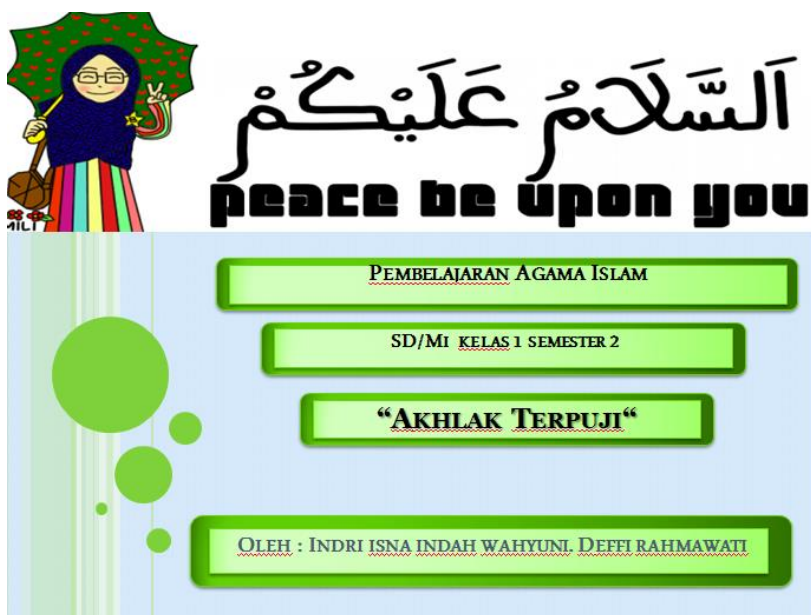 اَلسَّلَامُ عَلَيْكُمْ
peace be upon you
MILI
PEMBELAJARAN AGAMA ISLAM
SD/MI KELAS 1 SEMESTER 2
“AKHLAK TERPUJI“
OLEH : INDRI ISNA INDAH WAHYUNI. DEFFI RAHMAWATI